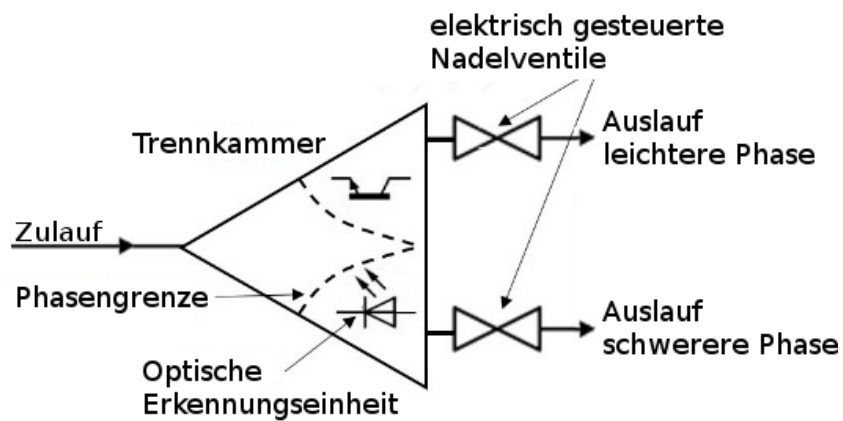 elektrisch gesteuerte
Nadelventile
Trennkammer
Auslauf
leichtere Phase
Zulauf
Phasengrenze
Auslauf
schwerere Phase
Optische
Erkennungseinheit